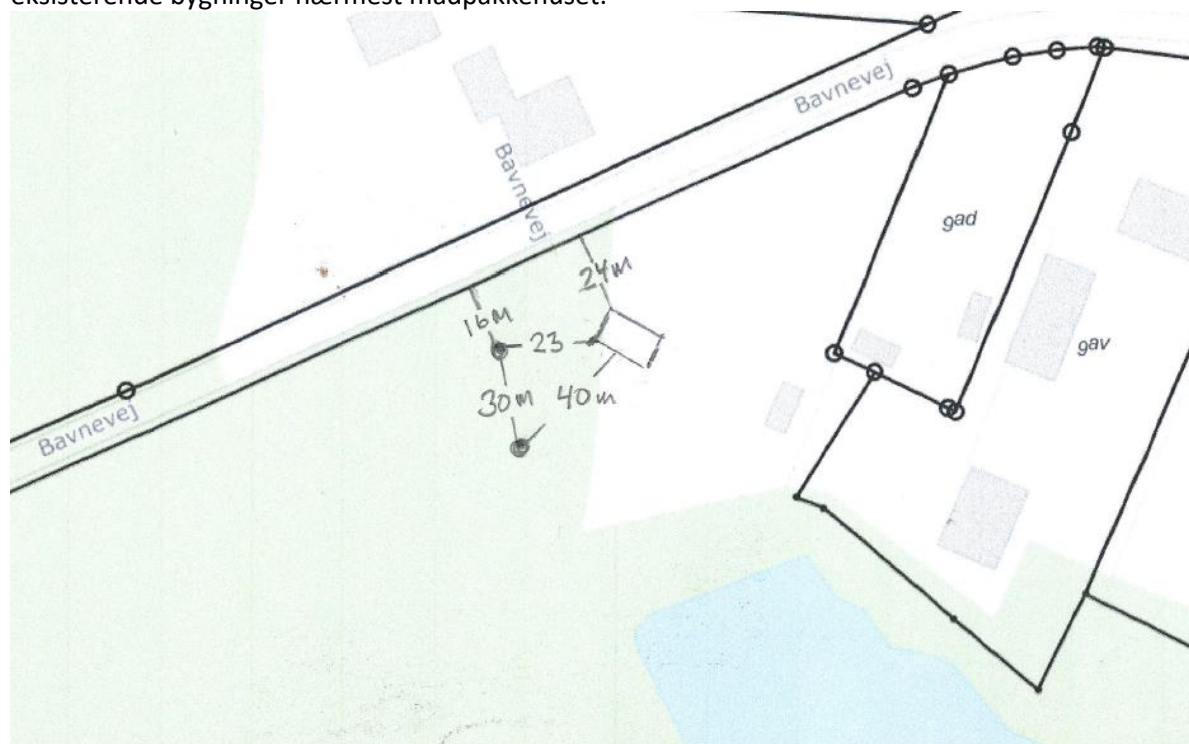 eksisterende bygninger nærmest madpakkehuset.
Bavnevej
Bavnevej
gad
24m
16m
23
gav
30m 40m
Bavnevej